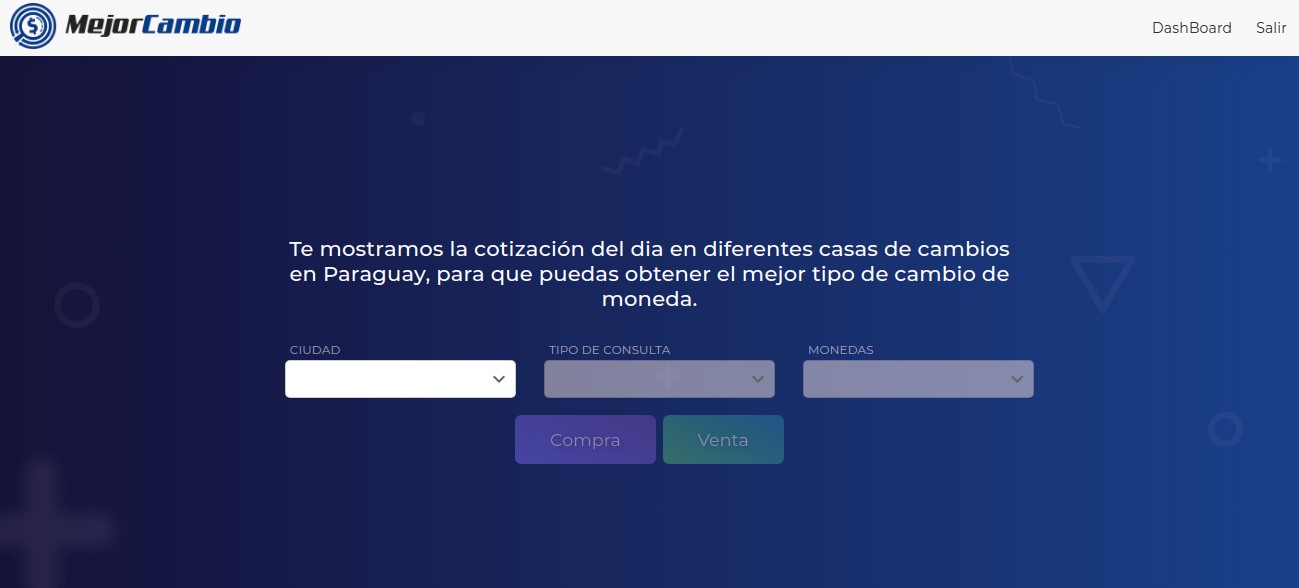 MejorCambio
DashBoard
Salir
Te mostramos la cotización del dia en diferentes casas de cambios
en Paraguay, para que puedas obtener el mejor tipo de cambio de
moneda.
CIUDAD
TIPO DE CONSULTA
MONEDAS
Compra
Venta